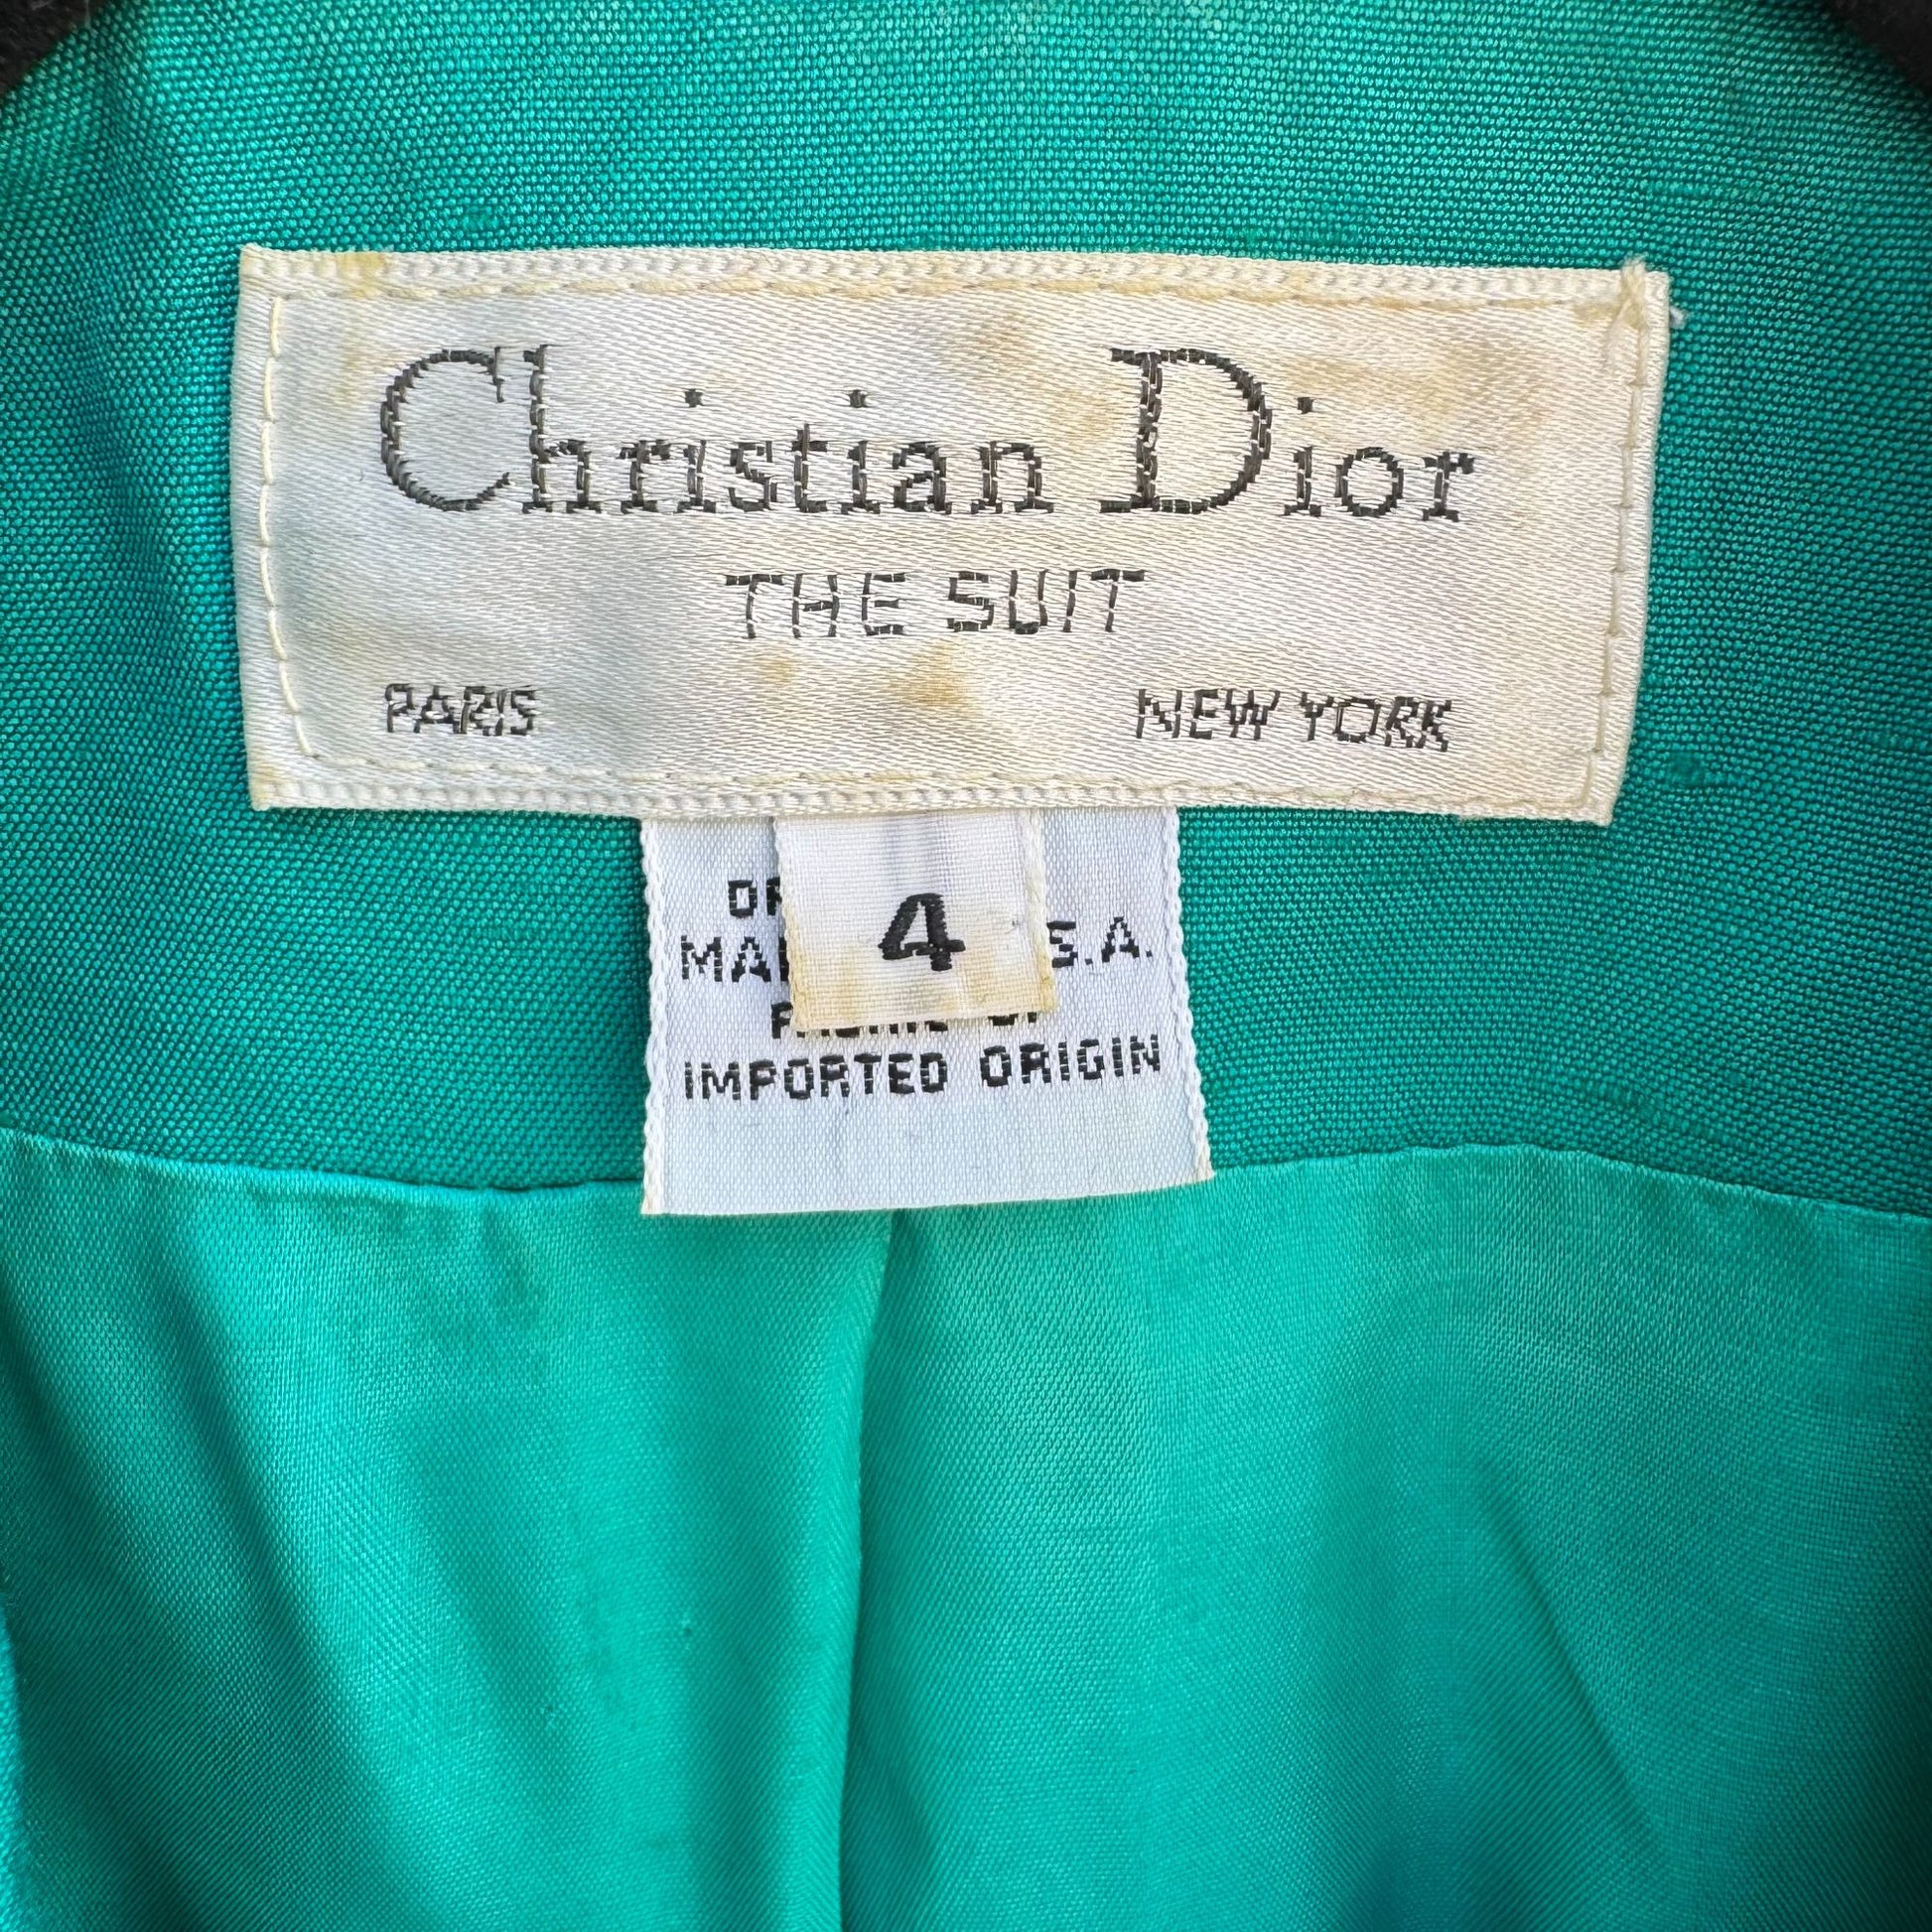 Christian Dior
THE SUIT
PARIS NEW YORK
4
S.A.
IMPORTED ORIGIN